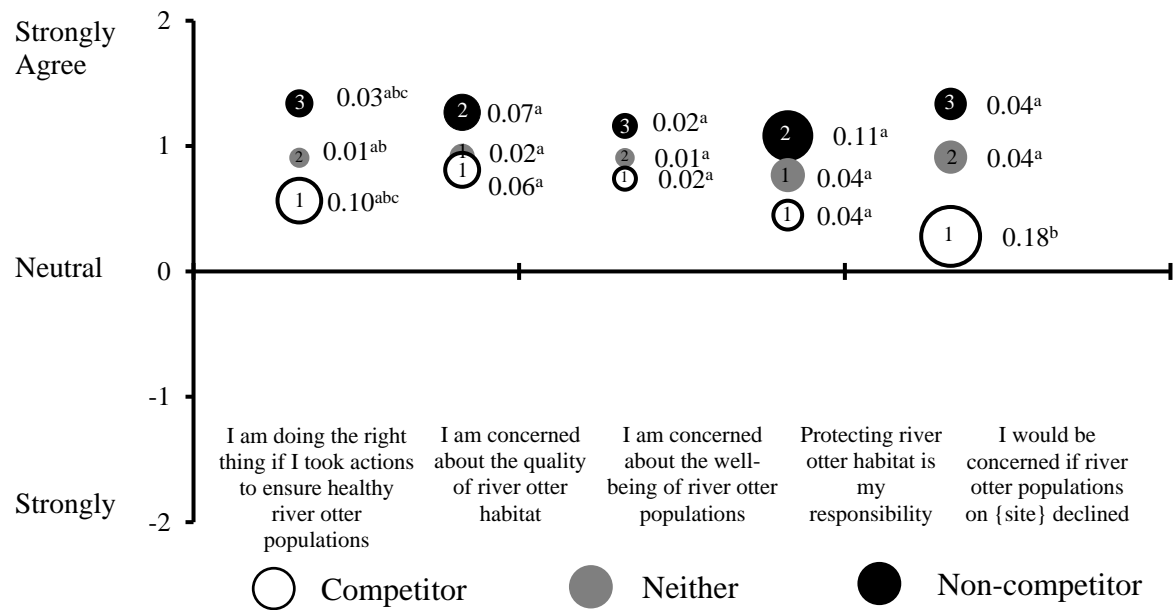 Strongly
Agree
2
1
Neutral
0
-1
Strongly
-2
3 0.03abc
2 0.01ab
1 0.10abc
2 0.07a
1 0.02a
1 0.06a
3 0.02a
2 0.01a
1 0.02a
2 0.11a
1 0.04a
1 0.04a
3 0.04a
2 0.04a
1 0.18b
I am doing the right
thing if I took actions
to ensure healthy
river otter
populations
I am concerned
about the quality
of river otter
habitat
I am concerned
about the well-
being of river otter
populations
Protecting river
otter habitat is
my
responsibility
I would be
concerned if river
otter populations
on {site} declined
Competitor
Neither
Non-competitor